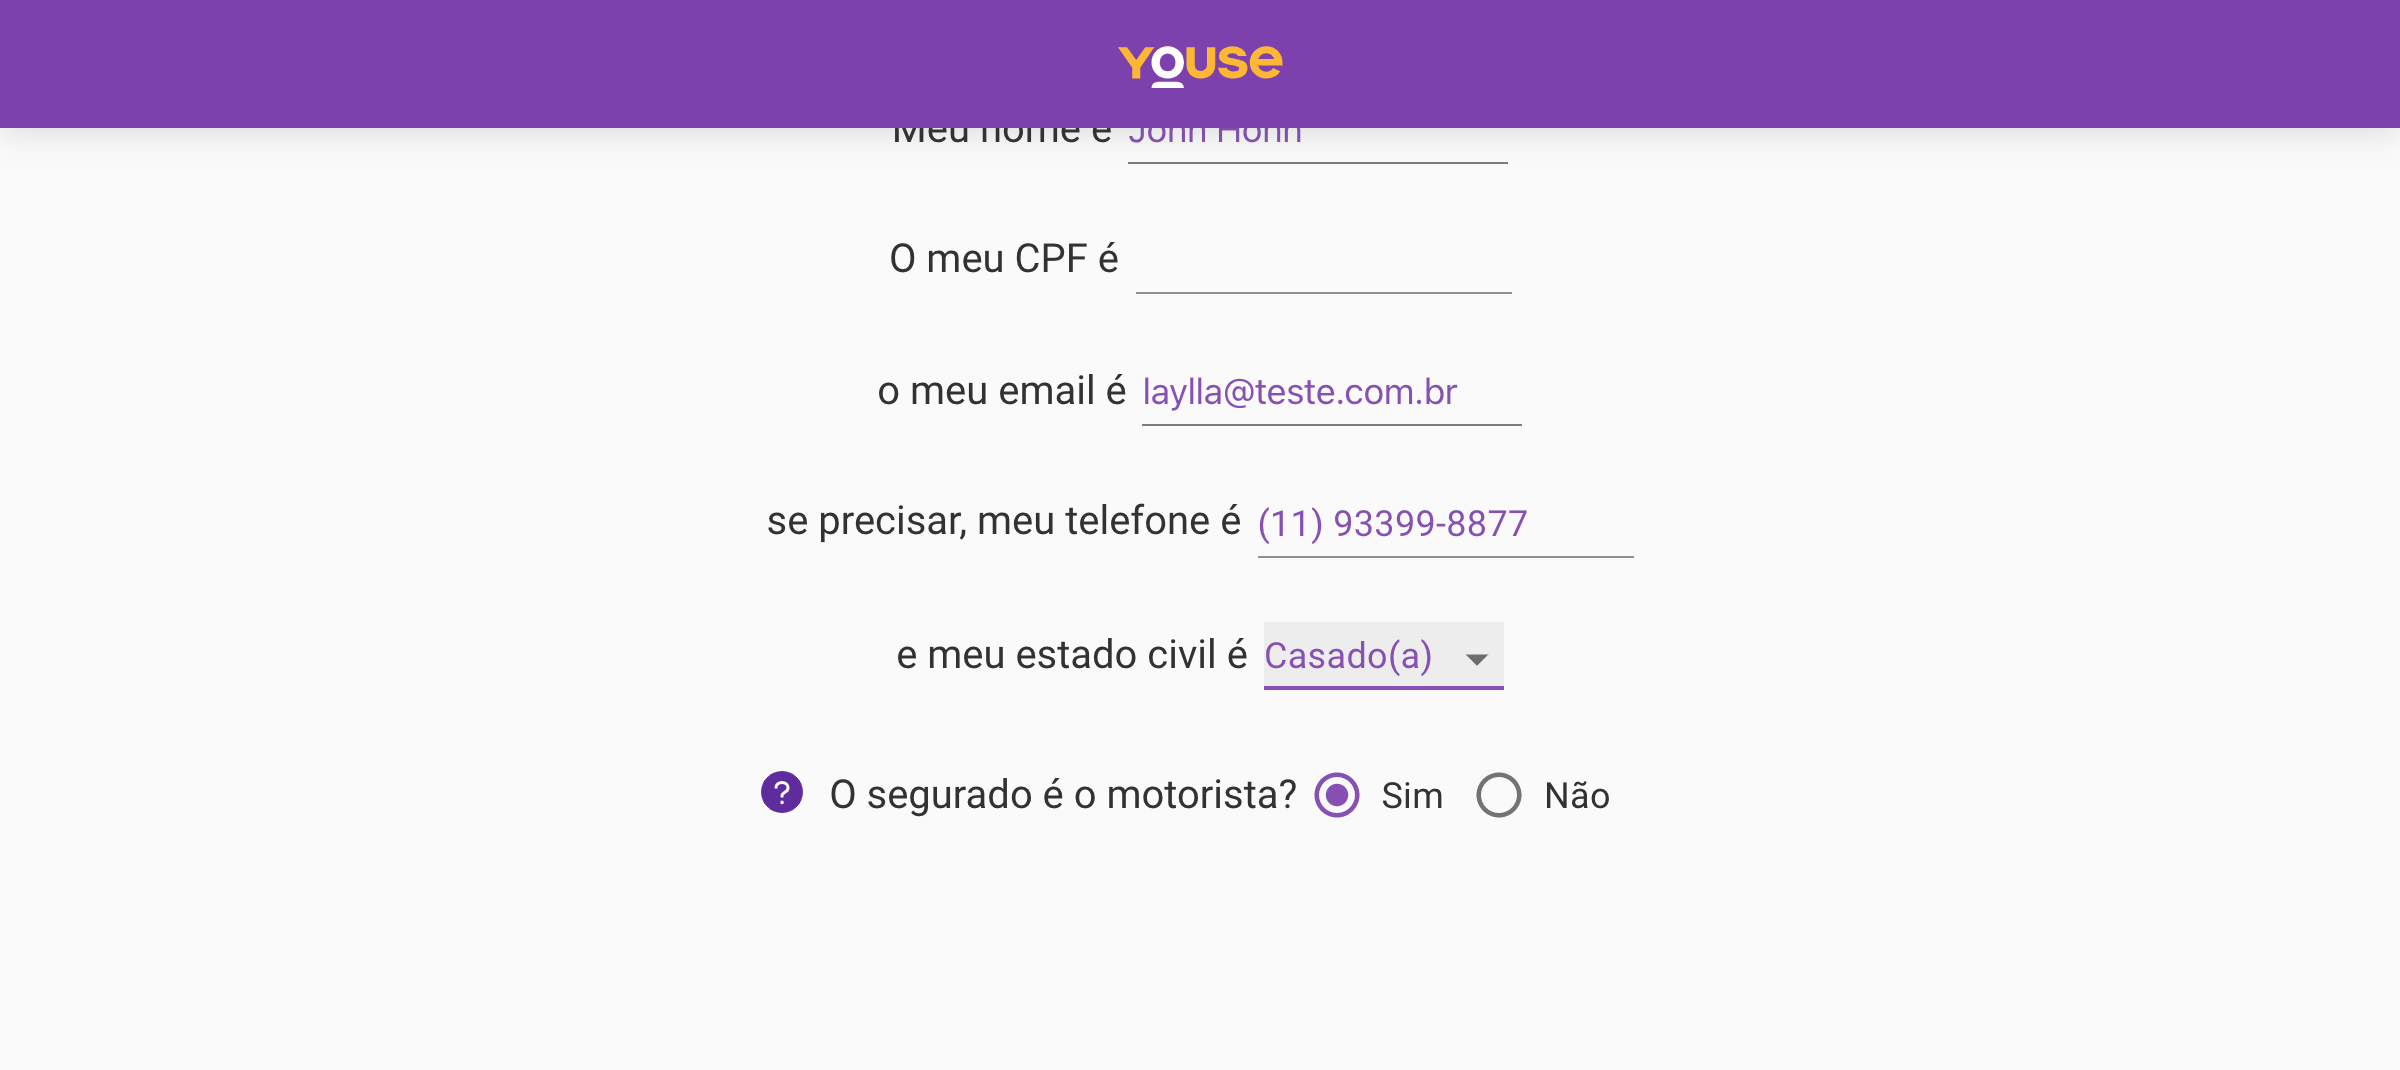 YOUSE
Meu nome é John Honn
O meu CPF é
o meu email é laylla@teste.com.br
se precisar, meu telefone é (11) 93399-8877
e meu estado civil é Casado(a)
? O segurado é o motorista? Sim Não